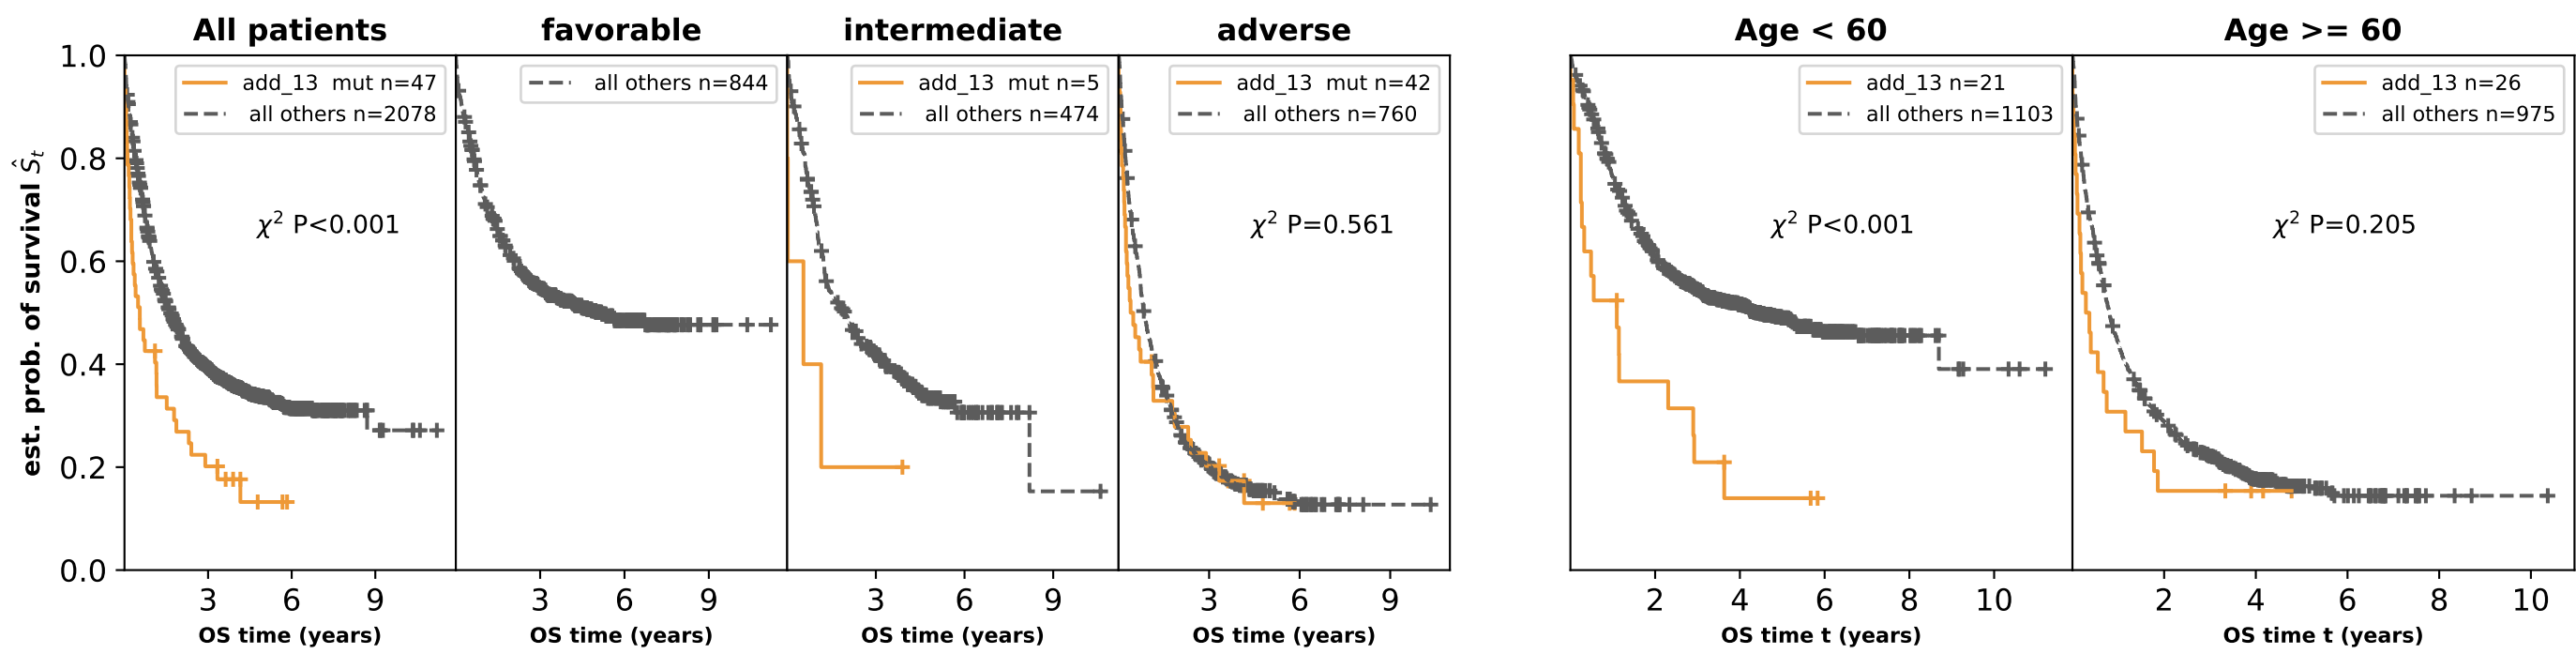 All patients
favorable
intermediate
adverse
Age < 60
Age >= 60
est. prob. of survival Ŝt
1.0
0.8
0.6
0.4
0.2
0.0
add_13 mut n=47
all others n=2078
χ² P<0.001
3 6 9
OS time (years)
all others n=844
3 6 9
OS time (years)
add_13 mut n=5
all others n=474
3 6 9
OS time (years)
add_13 mut n=42
all others n=760
χ² P=0.561
3 6 9
OS time (years)
add_13 n=21
all others n=1103
χ² P<0.001
2 4 6 8 10
OS time t (years)
add_13 n=26
all others n=975
χ² P=0.205
2 4 6 8 10
OS time t (years)